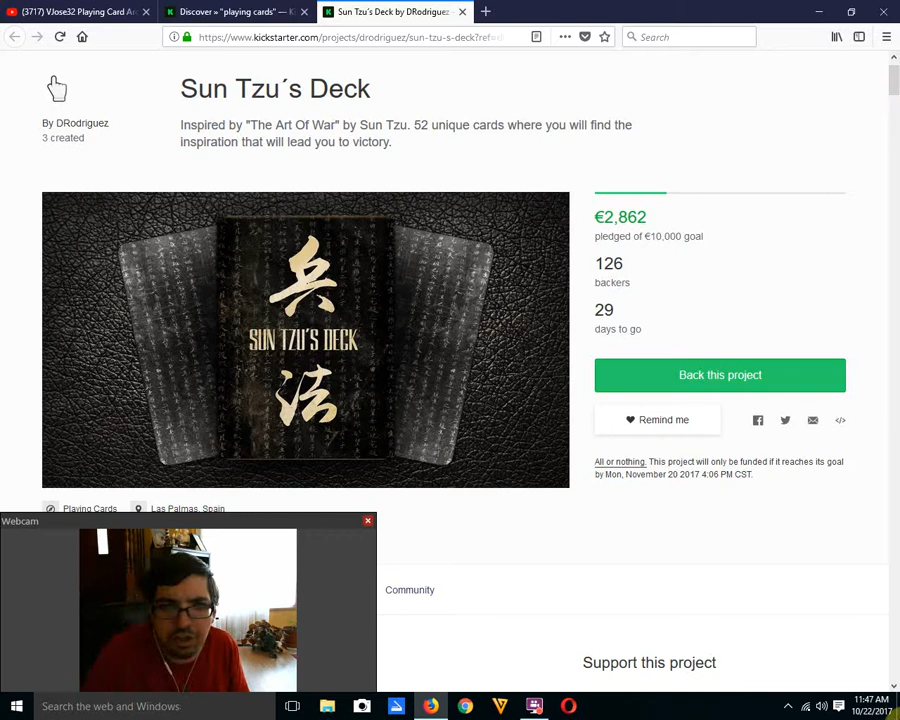 (3717) VJose32 Playing Card Ar
Discover » "playing cards" — Ki
Sun Tzu´s Deck by DRodriguez -
https://www.kickstarter.com/projects/drodriguez/sun-tzu-s-deck?ref=d
Search
Sun Tzu´s Deck
Inspired by "The Art Of War" by Sun Tzu. 52 unique cards where you will find the
inspiration that will lead you to victory.
By DRodriguez
3 created
兵
SUN TZU'S DECK
法
€2,862
pledged of €10,000 goal
126
backers
29
days to go
Back this project
Remind me
All or nothing. This project will only be funded if it reaches its goal
by Mon, November 20 2017 4:06 PM CST.
Playing Cards
Las Palmas, Spain
Webcam
Community
Support this project
Search the web and Windows
11:47 AM
10/22/2017